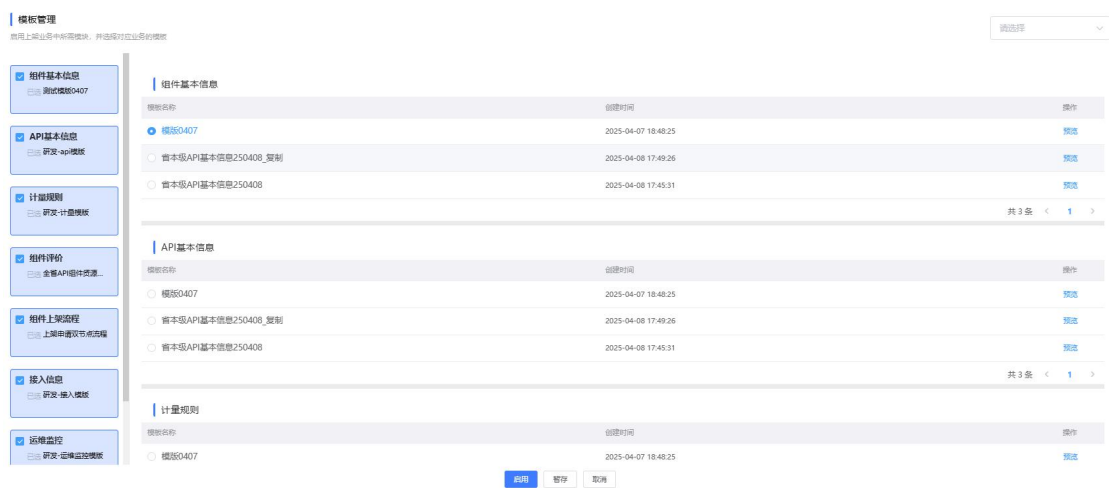 模板管理
启用上架业务中所需模块、并选择对应业务的模板
请选择
组件基本信息
已选 测试模版0407
API基本信息
已选 研发-api模版
计量规则
已选 研发-计量模版
组件评价
已选 全省API组件资源...
组件上架流程
已选 上架申请双节点流程
接入信息
已选 研发-接入模版
运维监控
已选 研发-运维监控模版
组件基本信息
模板名称 创建时间 操作
模版0407 2025-04-07 18:48:25 预览
省本级API基本信息250408_复制 2025-04-08 17:49:26 预览
省本级API基本信息250408 2025-04-08 17:45:31 预览
共 3 条 < 1 >
API基本信息
模板名称 创建时间 操作
模版0407 2025-04-07 18:48:25 预览
省本级API基本信息250408_复制 2025-04-08 17:49:26 预览
省本级API基本信息250408 2025-04-08 17:45:31 预览
共 3 条 < 1 >
计量规则
模板名称 创建时间 操作
模版0407 2025-04-07 18:48:25 预览
启用 暂存 取消